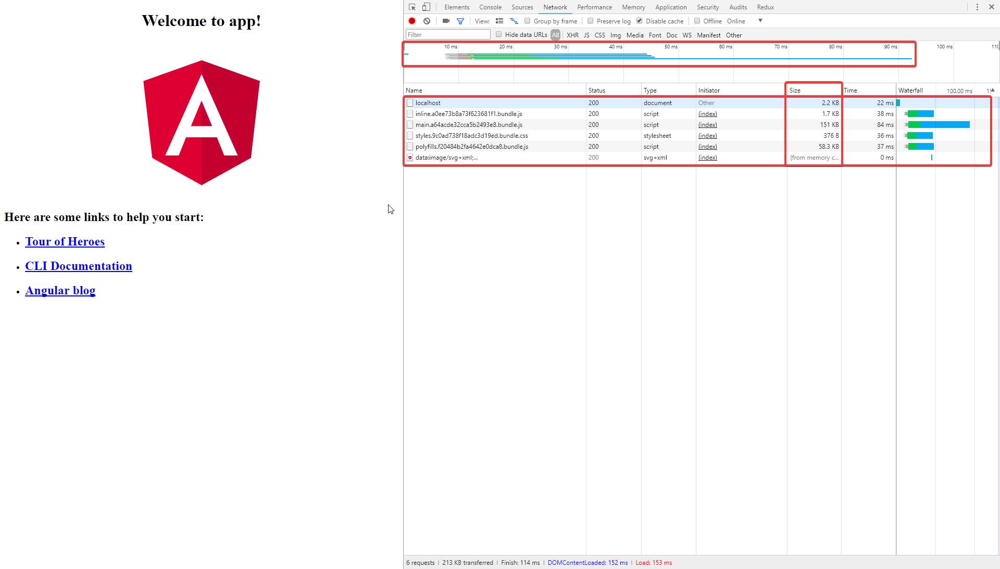 Welcome to app!
Here are some links to help you start:
Tour of Heroes
CLI Documentation
Angular blog
Elements Console Sources Network Performance Memory Application Security Audits Redux
View: Group by frame Preserve log Disable cache Offline Online
Filter Hide data URLs All XHR JS CSS Img Media Font Doc WS Manifest Other
10 ms 20 ms 30 ms 40 ms 50 ms 60 ms 70 ms 80 ms 90 ms 100 ms 110
Name Status Type Initiator Size Time Waterfall 100.00 ms
localhost 200 document Other 2.2 KB 22 ms
inline.a0ee73b8a73f623681f1.bundle.js 200 script (index) 1.7 KB 38 ms
main.a64acde32cca5b2493e8.bundle.js 200 script (index) 151 KB 84 ms
styles.9c0ad738f18adc3d19ed.bundle.css 200 stylesheet (index) 376 B 36 ms
polyfills.f20484b2fa4642e0dca8.bundle.js 200 script (index) 58.3 KB 37 ms
data:image/svg+xml;... 200 svg+xml (index) (from memory c... 0 ms
6 requests | 213 KB transferred | Finish: 114 ms | DOMContentLoaded: 152 ms | Load: 153 ms